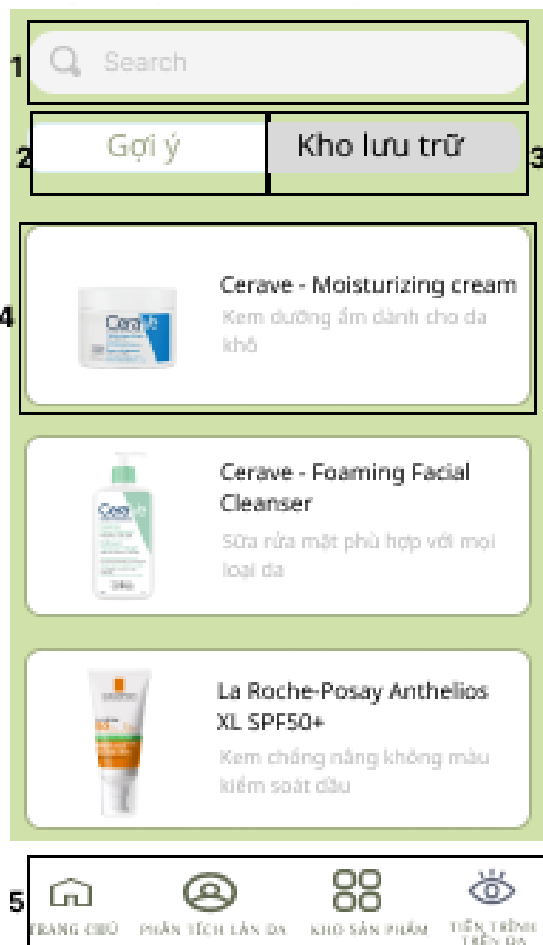 1
Search
2
Gợi ý
Kho lưu trữ
3
4
Cerave - Moisturizing cream
Kem dưỡng ẩm dành cho da
khô
Cerave - Foaming Facial
Cleanser
Sữa rửa mặt phù hợp với mọi
loại da
La Roche-Posay Anthelios
XL SPF50+
Kem chống nắng không màu
kiểm soát dầu
5
TRANG CHỦ
PHÂN TÍCH LÀN DA
KHO SẢN PHẨM
TIẾN TRÌNH
TRÊN DA